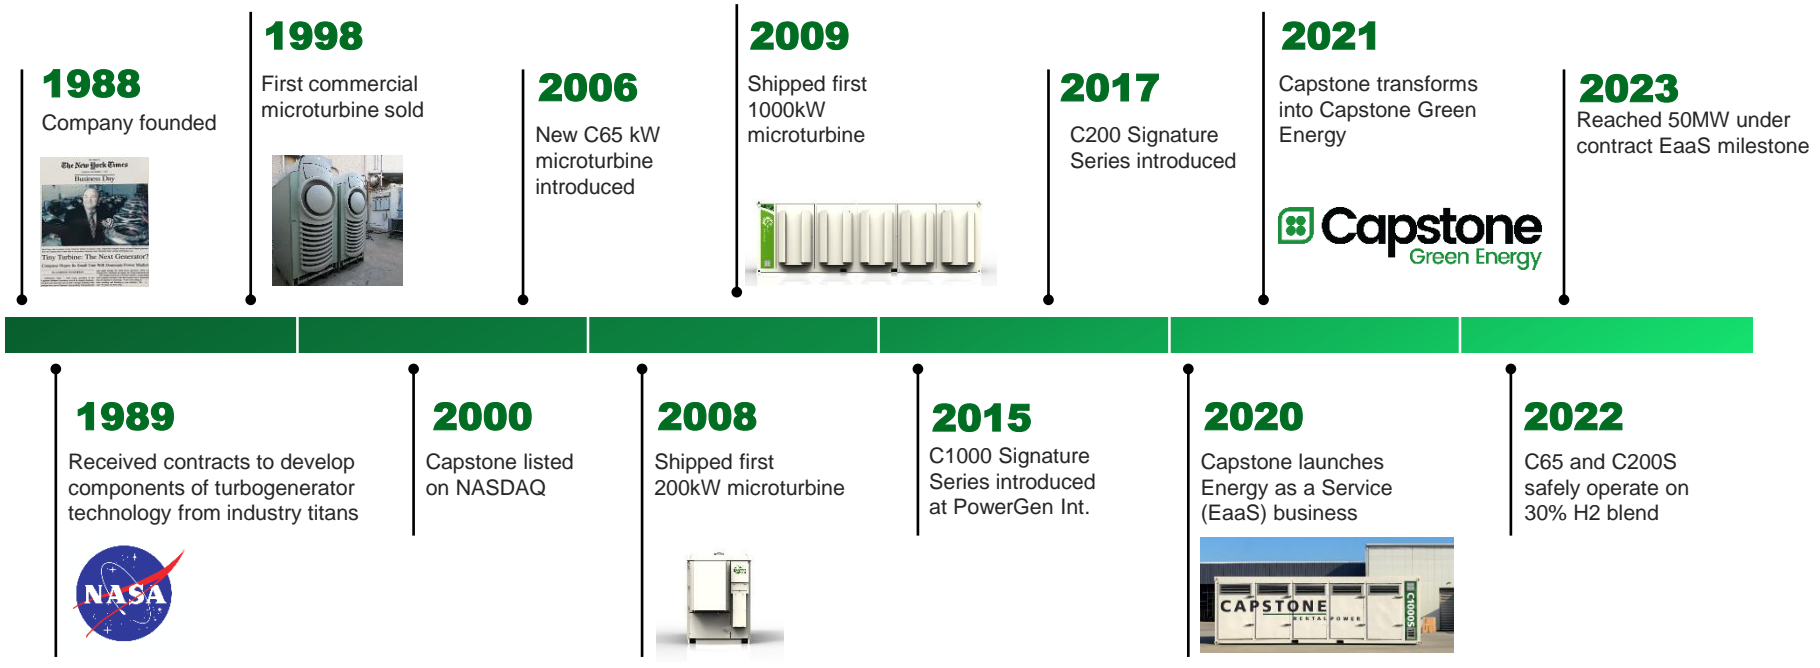 1988
Company founded
The New York Times
Business Day
Tiny Turbine: The Next Generator?
1998
First commercial
microturbine sold
2006
New C65 kW
microturbine
introduced
2009
Shipped first
1000kW
microturbine
2017
C200 Signature
Series introduced
2021
Capstone transforms
into Capstone Green
Energy
Capstone
Green Energy
2023
Reached 50MW under
contract EaaS milestone
1989
Received contracts to develop
components of turbogenerator
technology from industry titans
NASA
2000
Capstone listed
on NASDAQ
2008
Shipped first
200kW microturbine
2015
C1000 Signature
Series introduced
at PowerGen Int.
2020
Capstone launches
Energy as a Service
(EaaS) business
CAPSTONE
RENTAL POWER
C1000S
2022
C65 and C200S
safely operate on
30% H2 blend